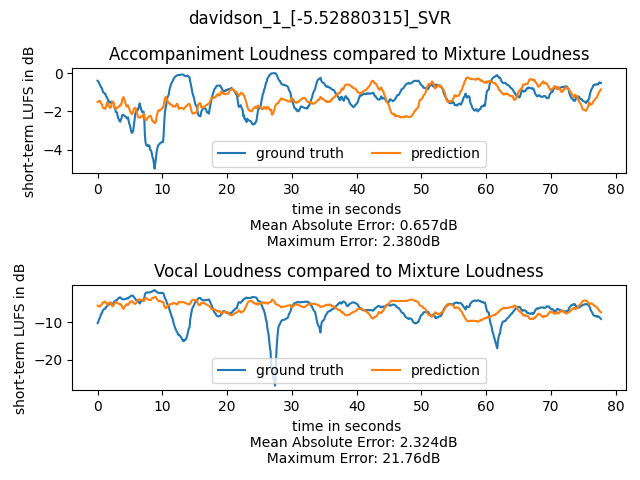 davidson_1_[-5.52880315]_SVR
Accompaniment Loudness compared to Mixture Loudness
short-term LUFS in dB
0
−2
−4
ground truth
prediction
0 10 20 30 40 50 60 70 80
time in seconds
Mean Absolute Error: 0.657dB
Maximum Error: 2.380dB
Vocal Loudness compared to Mixture Loudness
short-term LUFS in dB
−10
−20
ground truth
prediction
0 10 20 30 40 50 60 70 80
time in seconds
Mean Absolute Error: 2.324dB
Maximum Error: 21.76dB